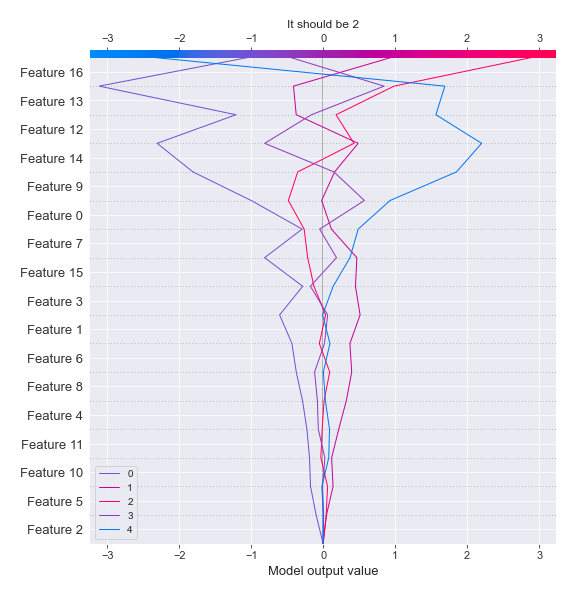 It should be 2
−3 −2 −1 0 1 2 3
Feature 16
Feature 13
Feature 12
Feature 14
Feature 9
Feature 0
Feature 7
Feature 15
Feature 3
Feature 1
Feature 6
Feature 8
Feature 4
Feature 11
Feature 10
Feature 5
Feature 2
0
1
2
3
4
−3 −2 −1 0 1 2 3
Model output value